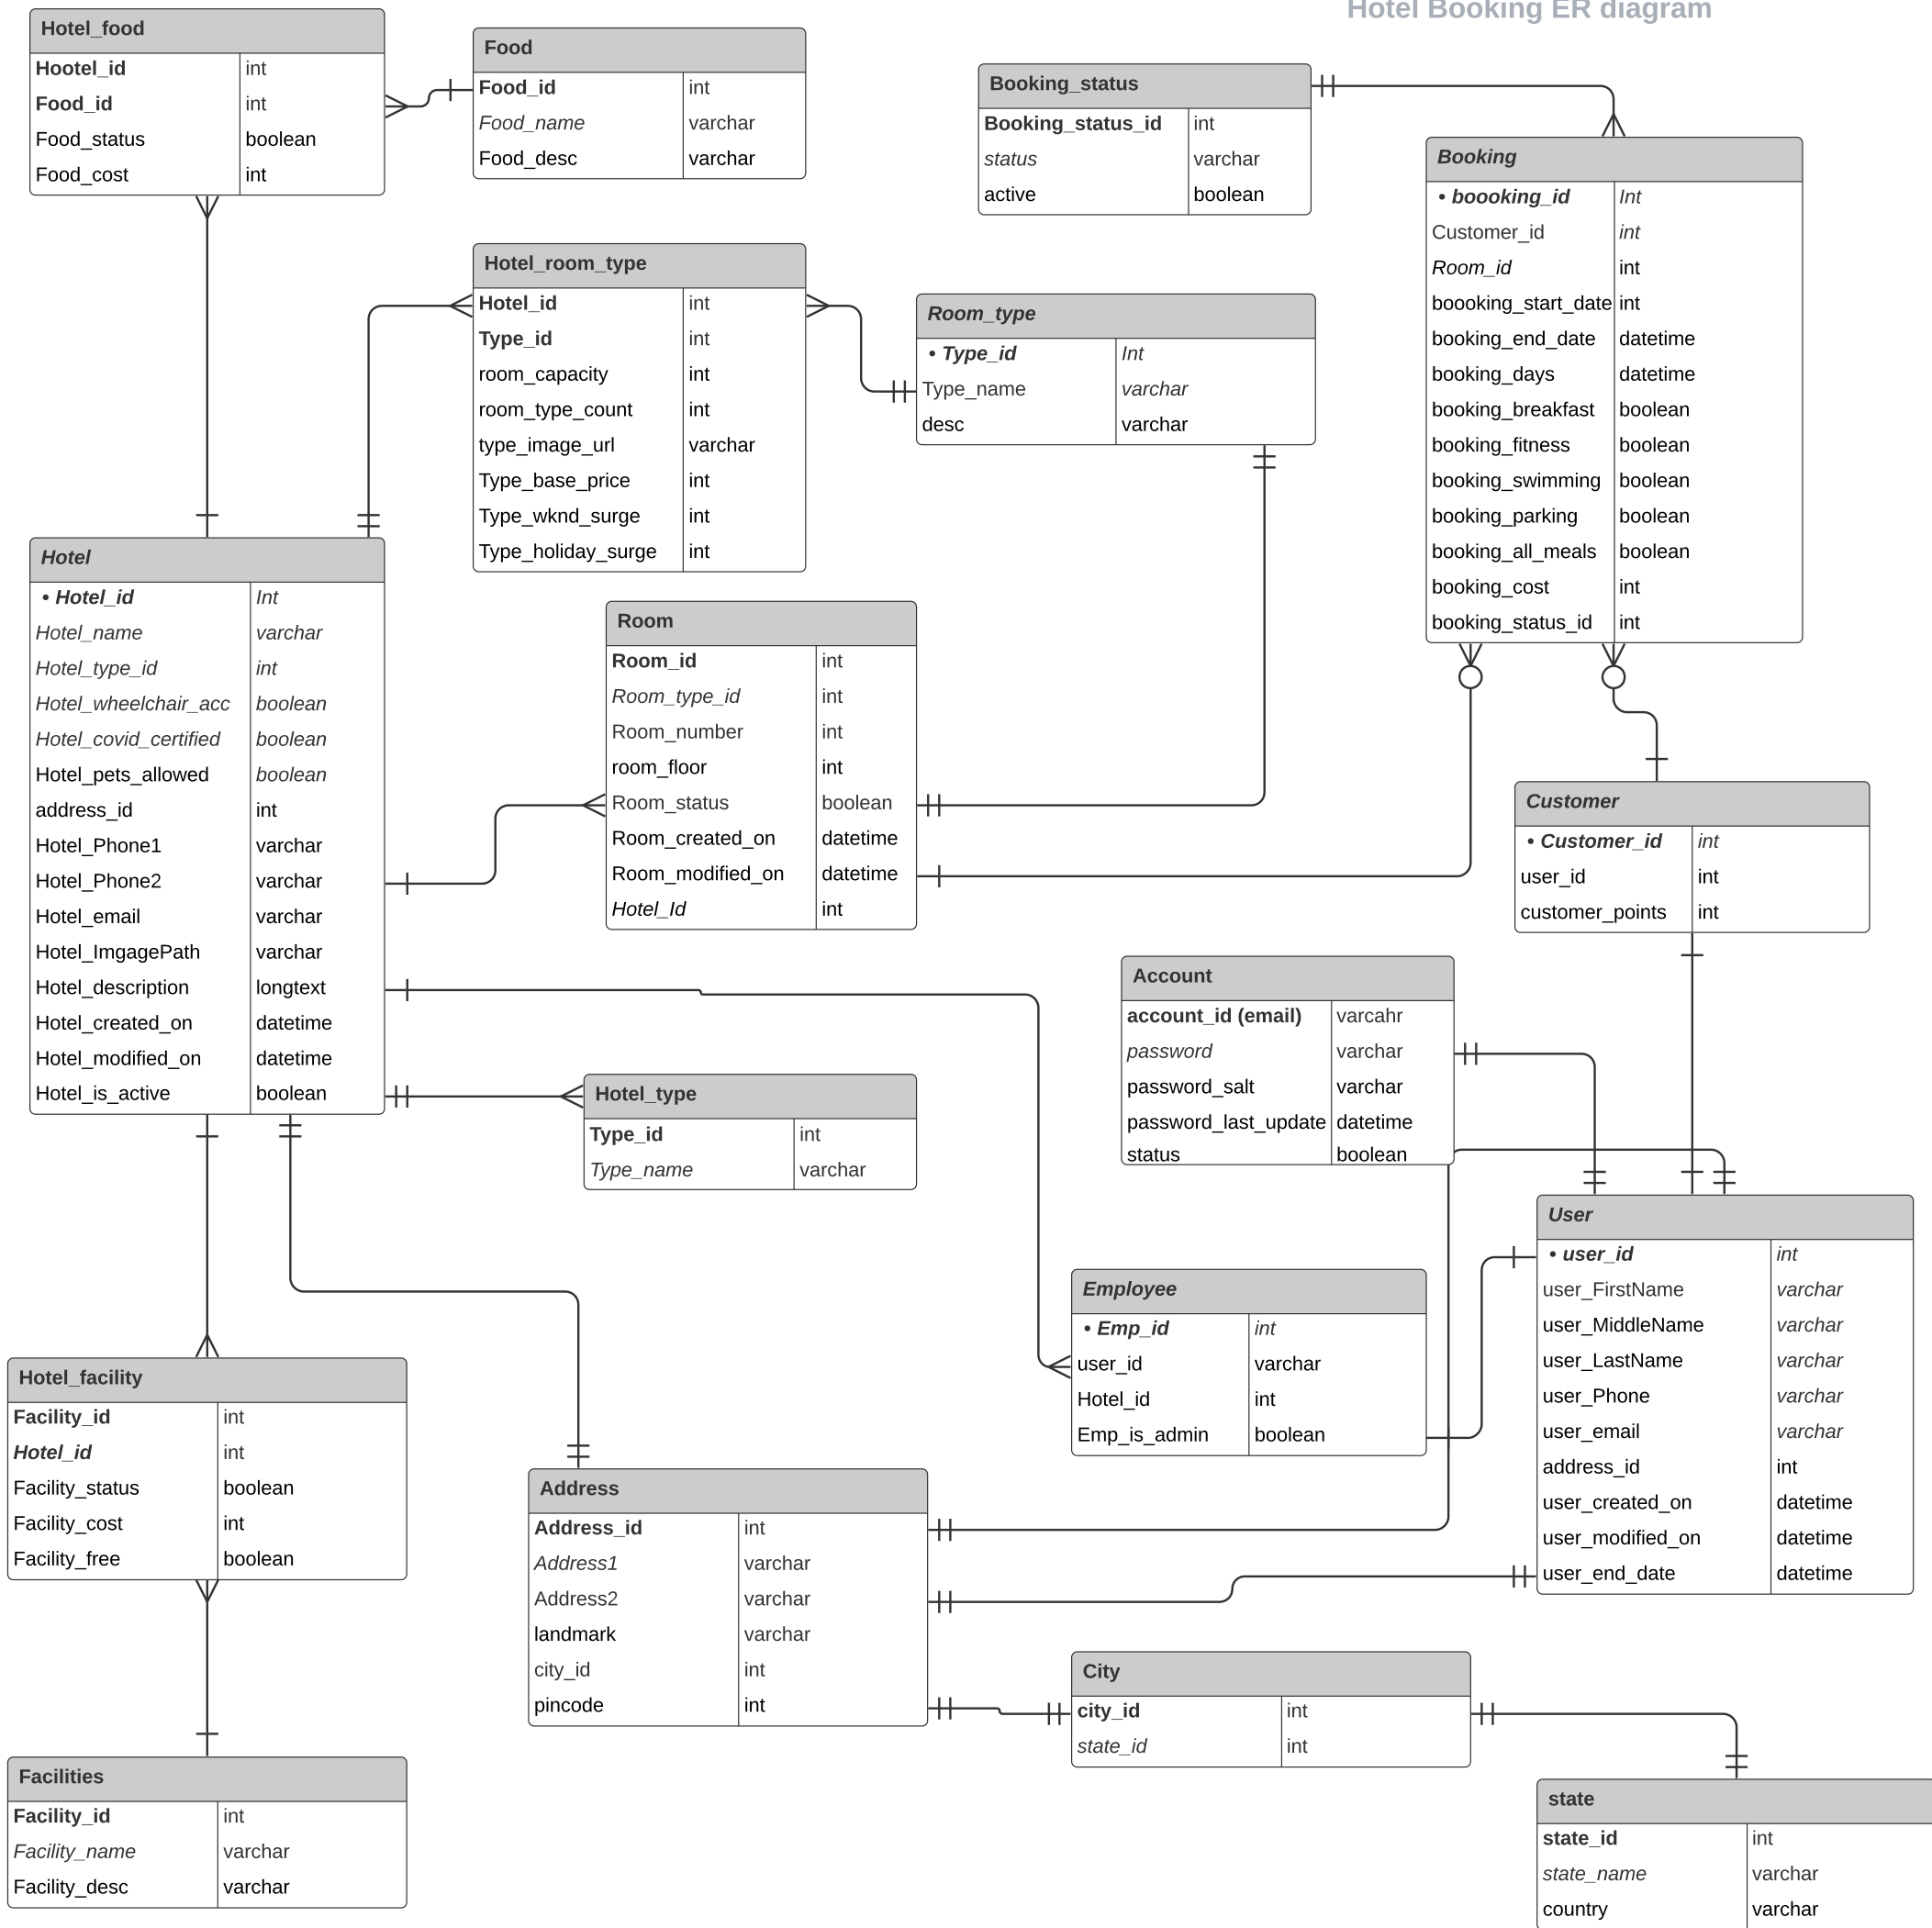 Hotel Booking ER diagram
Hotel_food
Hootel_id int
Food_id int
Food_status boolean
Food_cost int
Food
Food_id int
Food_name varchar
Food_desc varchar
Booking_status
Booking_status_id int
status varchar
active boolean
Booking
• boooking_id Int
Customer_id int
Room_id int
boooking_start_date int
booking_end_date datetime
booking_days datetime
booking_breakfast boolean
booking_fitness boolean
booking_swimming boolean
booking_parking boolean
booking_all_meals boolean
booking_cost int
booking_status_id int
Hotel_room_type
Hotel_id int
Type_id int
room_capacity int
room_type_count int
type_image_url varchar
Type_base_price int
Type_wknd_surge int
Type_holiday_surge int
Room_type
• Type_id Int
Type_name varchar
desc varchar
Hotel
• Hotel_id Int
Hotel_name varchar
Hotel_type_id int
Hotel_wheelchair_acc boolean
Hotel_covid_certified boolean
Hotel_pets_allowed boolean
address_id int
Hotel_Phone1 varchar
Hotel_Phone2 varchar
Hotel_email varchar
Hotel_ImgagePath varchar
Hotel_description longtext
Hotel_created_on datetime
Hotel_modified_on datetime
Hotel_is_active boolean
Room
Room_id int
Room_type_id int
Room_number int
room_floor int
Room_status boolean
Room_created_on datetime
Room_modified_on datetime
Hotel_Id int
Customer
• Customer_id int
user_id int
customer_points int
Account
account_id (email) varcahr
password varchar
password_salt varchar
password_last_update datetime
status boolean
Hotel_type
Type_id int
Type_name varchar
User
• user_id int
user_FirstName varchar
user_MiddleName varchar
user_LastName varchar
user_Phone varchar
user_email varchar
address_id int
user_created_on datetime
user_modified_on datetime
user_end_date datetime
Employee
• Emp_id int
user_id varchar
Hotel_id int
Emp_is_admin boolean
Hotel_facility
Facility_id int
Hotel_id int
Facility_status boolean
Facility_cost int
Facility_free boolean
Address
Address_id int
Address1 varchar
Address2 varchar
landmark varchar
city_id int
pincode int
City
city_id int
state_id int
Facilities
Facility_id int
Facility_name varchar
Facility_desc varchar
state
state_id int
state_name varchar
country varchar